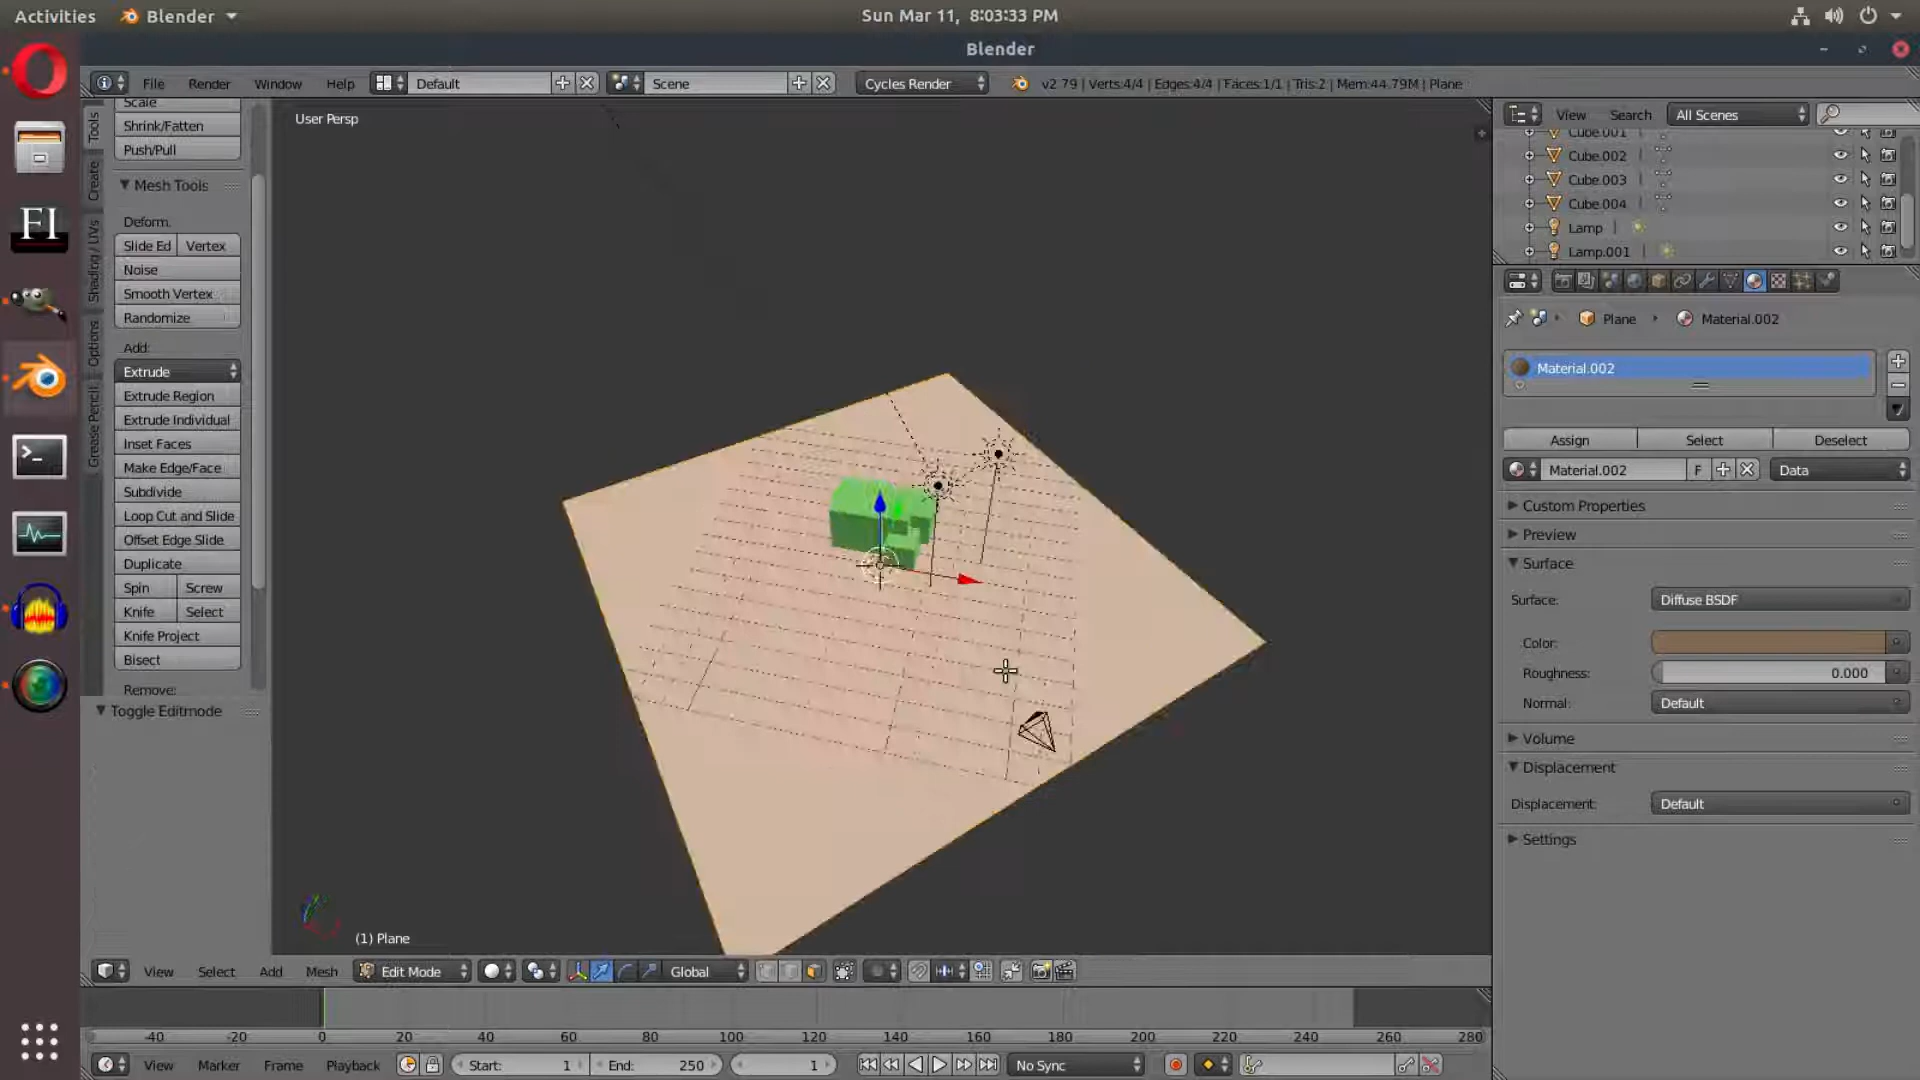 Activities Blender Sun Mar 11, 8:03:33 PM
Blender
File Render Window Help Default Scene Cycles Render v2.79 | Verts:4/4 | Edges:4/4 | Faces:1/1 | Tris:2 | Mem:44.79M | Plane
Scale
Shrink/Fatten
Push/Pull
Mesh Tools
Deform:
Slide Ed Vertex
Noise
Smooth Vertex
Randomize
Add:
Extrude
Extrude Region
Extrude Individual
Inset Faces
Make Edge/Face
Subdivide
Loop Cut and Slide
Offset Edge Slide
Duplicate
Spin Screw
Knife Select
Knife Project
Bisect
Remove:
Toggle Editmode
Tools
Create
Shading / UVs
Options
Grease Pencil
FI
User Persp
(1) Plane
View Select Add Mesh Edit Mode Global
-40 -20 0 20 40 60 80 100 120 140 160 180 200 220 240 260 280
View Marker Frame Playback Start: 1 End: 250 1 No Sync
View Search All Scenes
Cube.001
Cube.002
Cube.003
Cube.004
Lamp
Lamp.001
Plane Material.002
Material.002
Assign Select Deselect
Material.002 F Data
Custom Properties
Preview
Surface
Surface: Diffuse BSDF
Color:
Roughness: 0.000
Normal: Default
Volume
Displacement
Displacement: Default
Settings